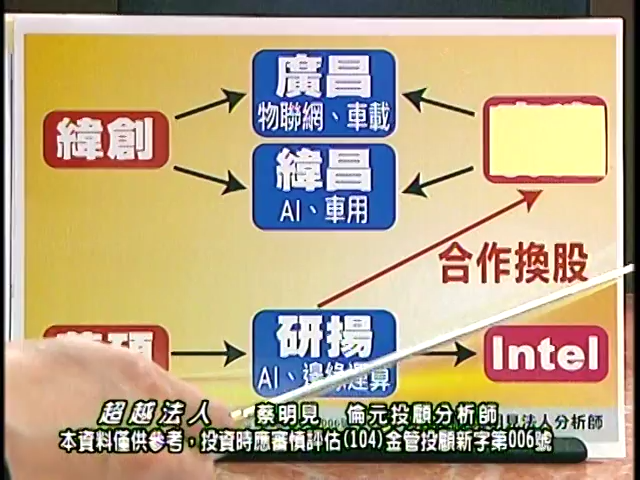 廣昌
物聯網、車載
緯創
緯昌
AI、車用
合作換股
研揚
AI、邊緣運算
Intel
超越法人 蔡明見 倫元投顧分析師
見法人分析師
本資料僅供參考，投資時應審慎評估(104)金管投顧新字第006號